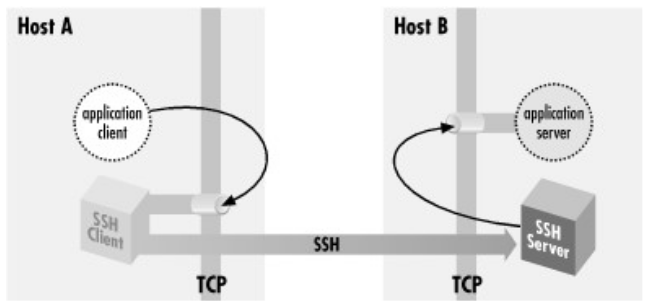 Host A
Host B
application
client
application
server
SSH
Client
SSH
SSH
Server
TCP
TCP